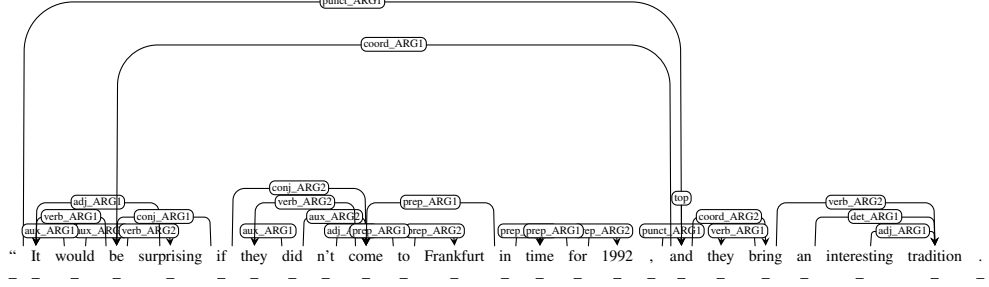 punct_ARG1
coord_ARG1
conj_ARG2
adj_ARG1 verb_ARG2 prep_ARG1 top verb_ARG2
verb_ARG1 conj_ARG1 aux_ARG2 coord_ARG2 det_ARG1
aux_ARG1 verb_ARG2 aux_ARG1 prep_ARG1 prep_ARG2 prep_ARG1 punct_ARG1 verb_ARG1 adj_ARG1
“ It would be surprising if they did n't come to Frankfurt in time for 1992 , and they bring an interesting tradition .
_ _ _ _ _ _ _ _ _ _ _ _ _ _ _ _ _ _ _ _ _ _ _ _